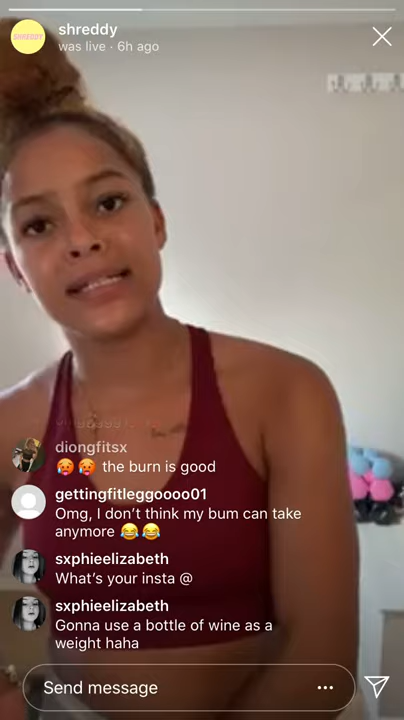 SHREDDY
shreddy
was live · 6h ago
diongfitsx
🥵 🥵 the burn is good
gettingfitleggoooo01
Omg, I don’t think my bum can take
anymore 😂😂
sxphieelizabeth
What’s your insta @
sxphieelizabeth
Gonna use a bottle of wine as a
weight haha
Send message